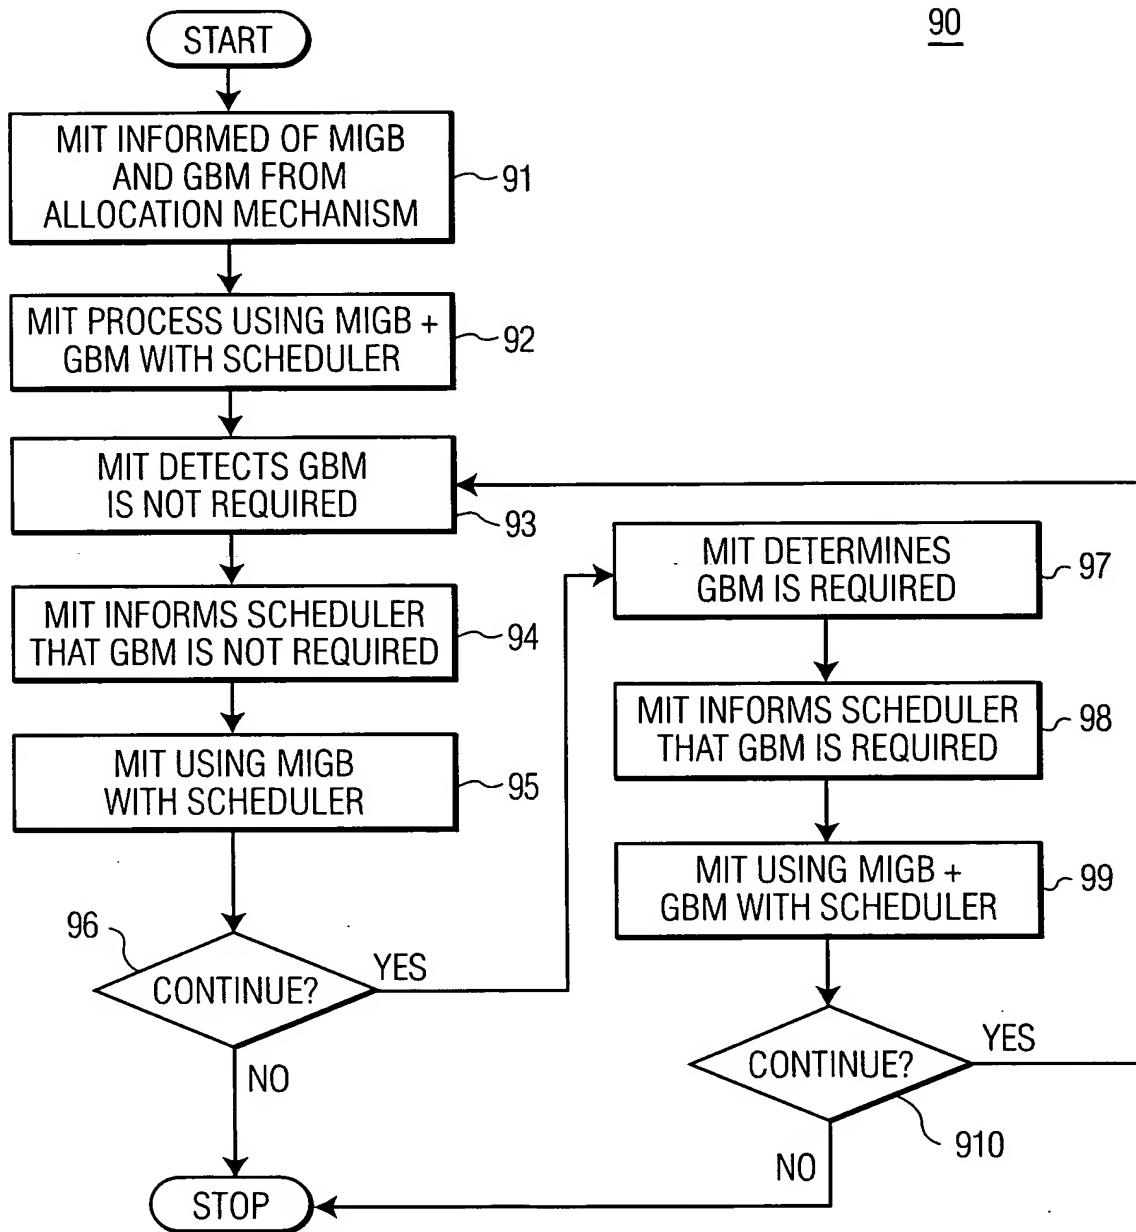 90
START
MIT INFORMED OF MIGB
AND GBM FROM
ALLOCATION MECHANISM
91
MIT PROCESS USING MIGB +
GBM WITH SCHEDULER
92
MIT DETECTS GBM
IS NOT REQUIRED
93
MIT INFORMS SCHEDULER
THAT GBM IS NOT REQUIRED
94
MIT USING MIGB
WITH SCHEDULER
95
96
CONTINUE?
YES
NO
MIT DETERMINES
GBM IS REQUIRED
97
MIT INFORMS SCHEDULER
THAT GBM IS REQUIRED
98
MIT USING MIGB +
GBM WITH SCHEDULER
99
CONTINUE?
YES
910
NO
STOP